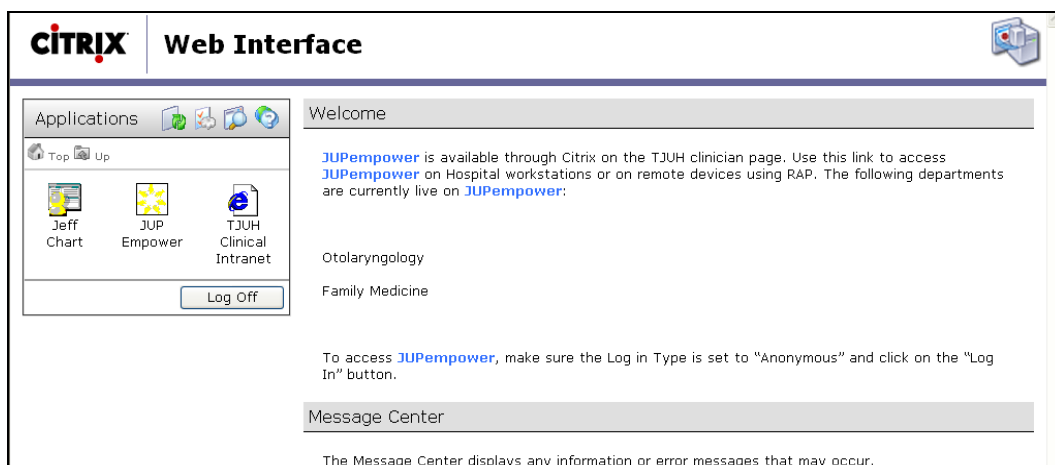 CITRIX Web Interface
Applications
Top Up
Jeff
Chart
JUP
Empower
TJUH
Clinical
Intranet
Log Off
Welcome
JUPempower is available through Citrix on the TJUH clinician page. Use this link to access
JUPempower on Hospital workstations or on remote devices using RAP. The following departments
are currently live on JUPempower:
Otolaryngology
Family Medicine
To access JUPempower, make sure the Log in Type is set to "Anonymous" and click on the "Log
In" button.
Message Center
The Message Center displays any information or error messages that may occur.